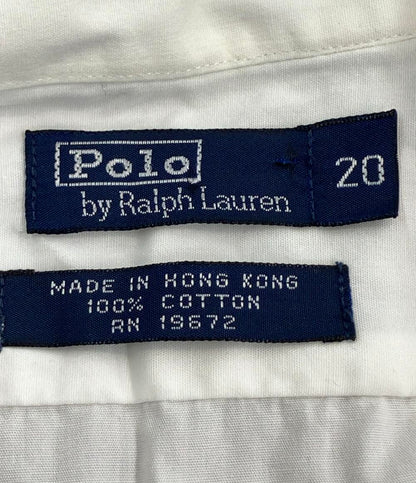 Polo
by Ralph Lauren
20
MADE IN HONG KONG
100% COTTON
RN 19672